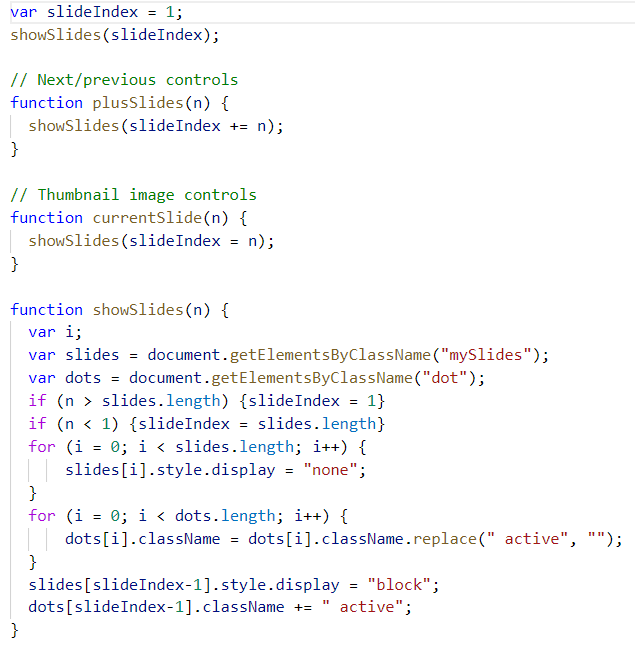 var slideIndex = 1;
showSlides(slideIndex);

// Next/previous controls
function plusSlides(n) {
  showSlides(slideIndex += n);
}

// Thumbnail image controls
function currentSlide(n) {
  showSlides(slideIndex = n);
}

function showSlides(n) {
  var i;
  var slides = document.getElementsByClassName("mySlides");
  var dots = document.getElementsByClassName("dot");
  if (n > slides.length) {slideIndex = 1}
  if (n < 1) {slideIndex = slides.length}
  for (i = 0; i < slides.length; i++) {
      slides[i].style.display = "none";
  }
  for (i = 0; i < dots.length; i++) {
      dots[i].className = dots[i].className.replace(" active", "");
  }
  slides[slideIndex-1].style.display = "block";
  dots[slideIndex-1].className += " active";
}